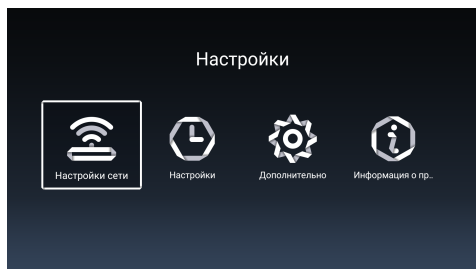 Настройки
Настройки сети
Настройки
Дополнительно
Информация о пр..